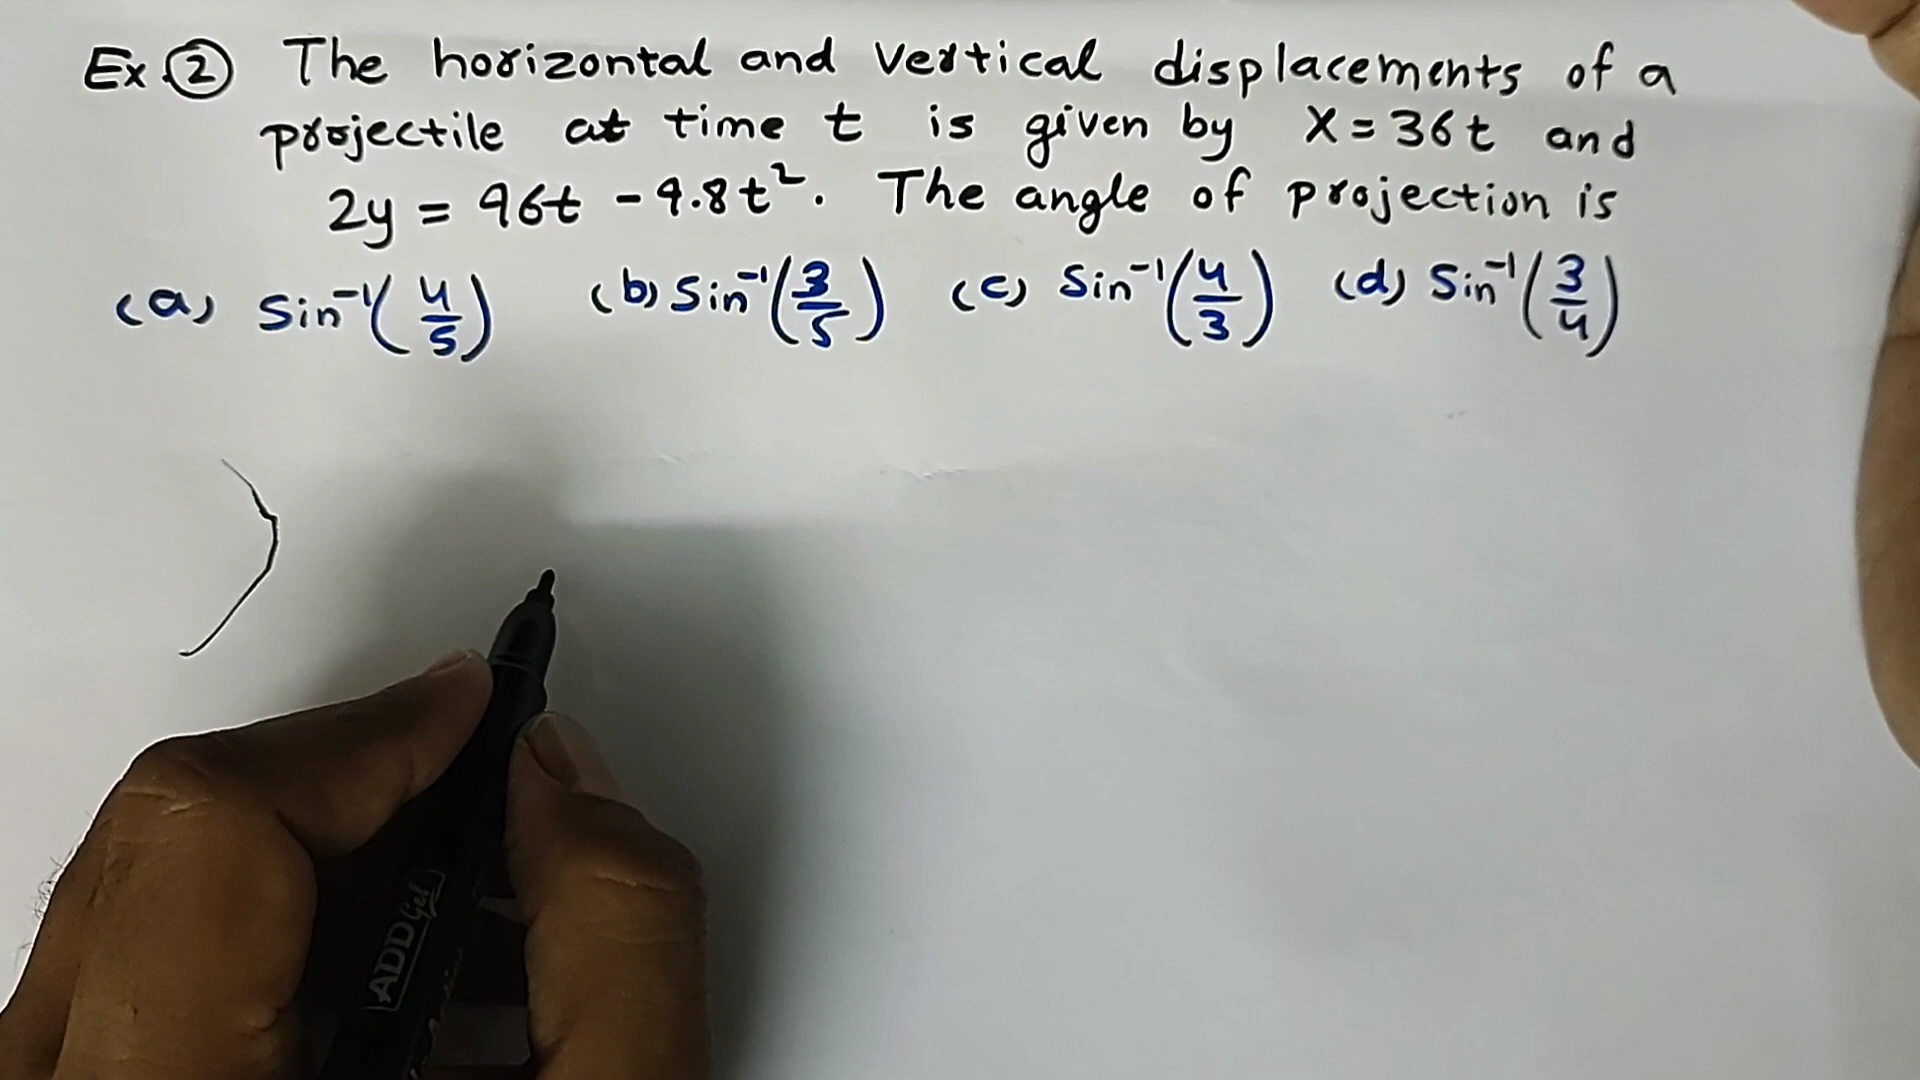 Ex. ② The horizontal and vertical displacements of a
projectile at time t is given by X = 36t and
2y = 96t - 9.8t². The angle of projection is
(a) Sin⁻¹(4/5) (b) Sin⁻¹(3/5) (c) Sin⁻¹(4/3) (d) Sin⁻¹(3/4)
ADD Gel